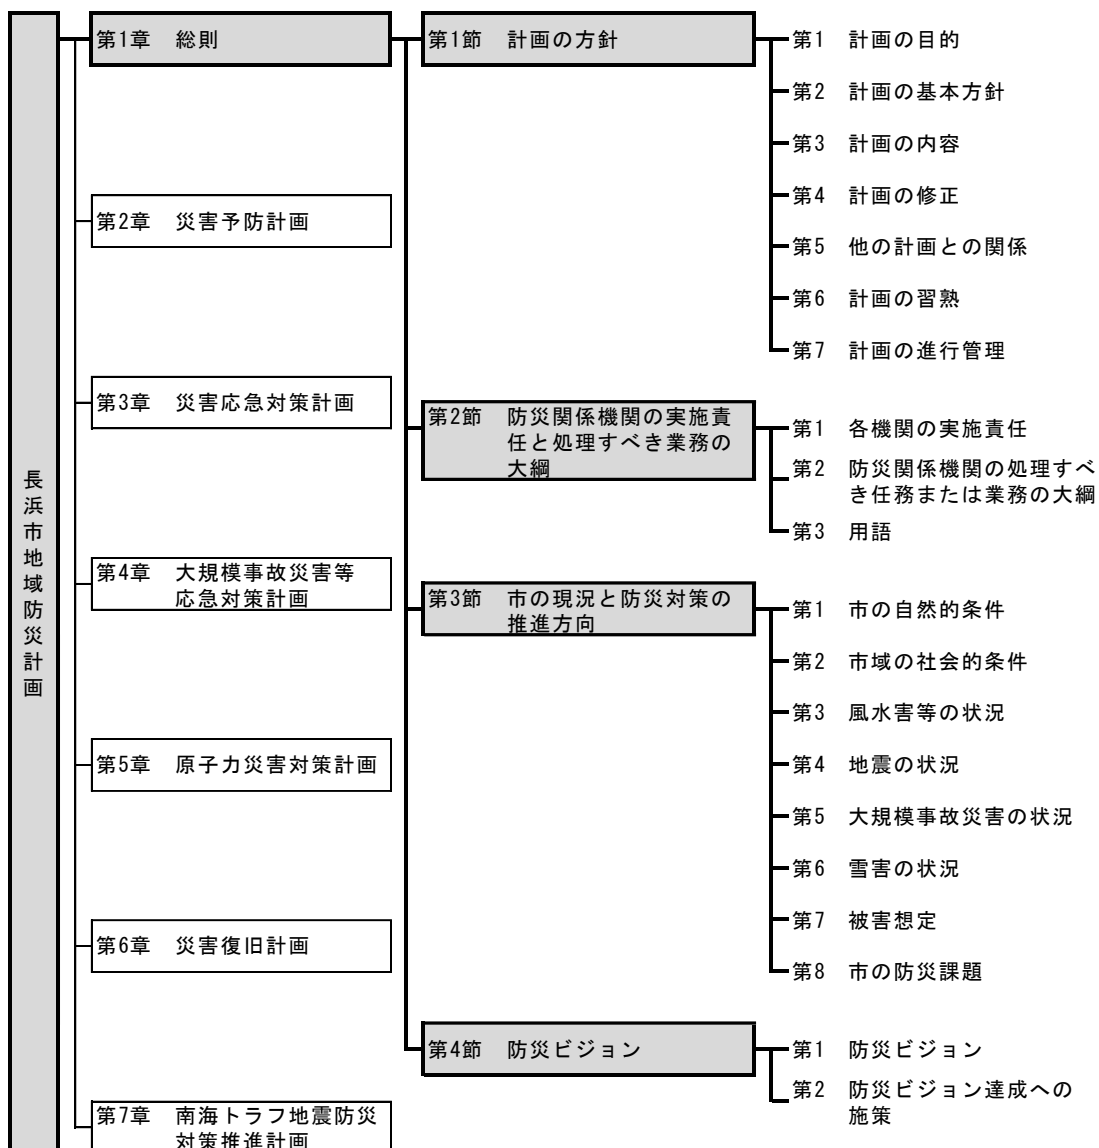 長浜市地域防災計画
第1章 総則
第2章 災害予防計画
第3章 災害応急対策計画
第4章 大規模事故災害等
応急対策計画
第5章 原子力災害対策計画
第6章 災害復旧計画
第7章 南海トラフ地震防災
対策推進計画
第1節 計画の方針
第1 計画の目的
第2 計画の基本方針
第3 計画の内容
第4 計画の修正
第5 他の計画との関係
第6 計画の習熟
第7 計画の進行管理
第2節 防災関係機関の実施責
任と処理すべき業務の
大綱
第1 各機関の実施責任
第2 防災関係機関の処理すべ
き任務または業務の大綱
第3 用語
第3節 市の現況と防災対策の
推進方向
第1 市の自然的条件
第2 市域の社会的条件
第3 風水害等の状況
第4 地震の状況
第5 大規模事故災害の状況
第6 雪害の状況
第7 被害想定
第8 市の防災課題
第4節 防災ビジョン
第1 防災ビジョン
第2 防災ビジョン達成への
施策